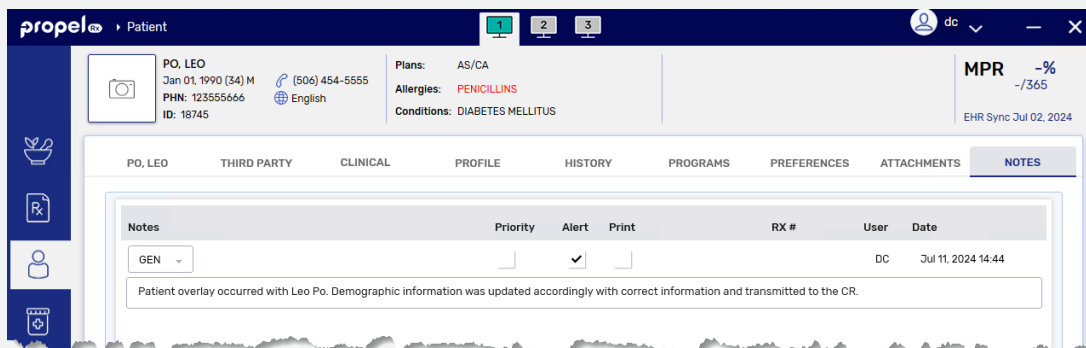 propel Rx › Patient
1 2 3
dc
PO, LEO
Jan 01, 1990 (34) M
PHN: 123555666
ID: 18745
(506) 454-5555
English
Plans: AS/CA
Allergies: PENICILLINS
Conditions: DIABETES MELLITUS
MPR -%
-/365
EHR Sync Jul 02, 2024
PO, LEO THIRD PARTY CLINICAL PROFILE HISTORY PROGRAMS PREFERENCES ATTACHMENTS NOTES
Rx
Notes Priority Alert Print RX # User Date
GEN DC Jul 11, 2024 14:44
Patient overlay occurred with Leo Po. Demographic information was updated accordingly with correct information and transmitted to the CR.